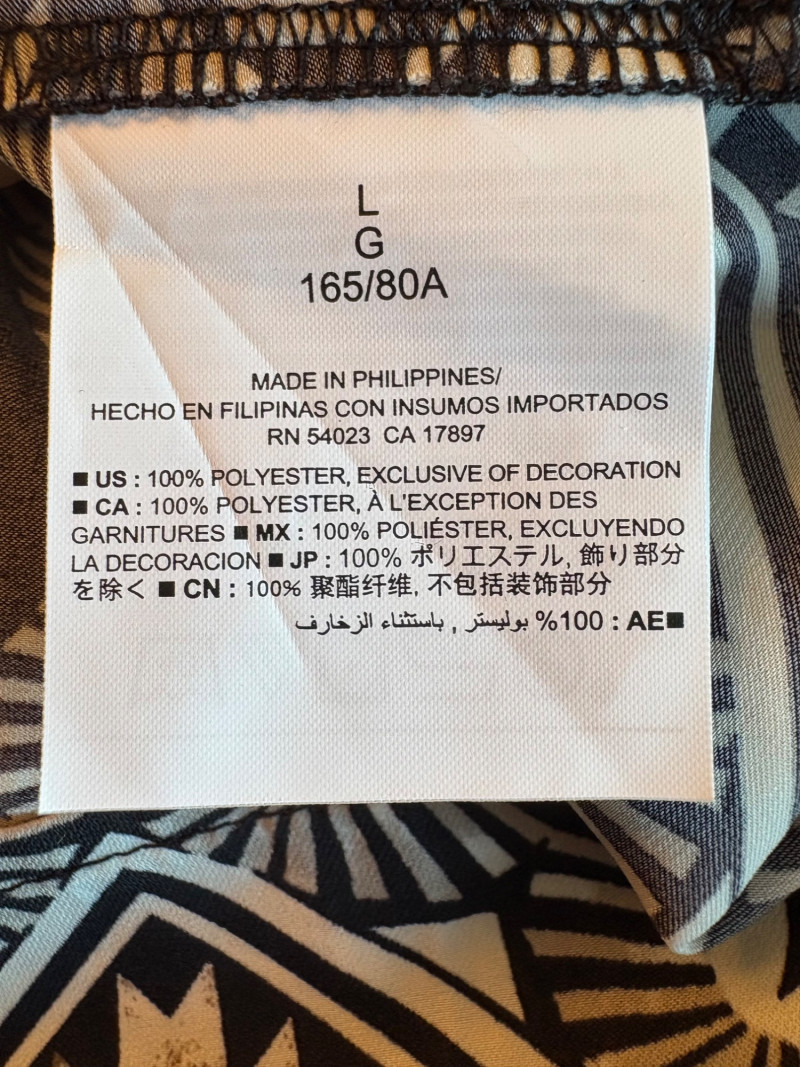 L
G
165/80A
MADE IN PHILIPPINES/
HECHO EN FILIPINAS CON INSUMOS IMPORTADOS
RN 54023 CA 17897
■ US : 100% POLYESTER, EXCLUSIVE OF DECORATION
■ CA : 100% POLYESTER, À L'EXCEPTION DES
GARNITURES ■ MX : 100% POLIÉSTER, EXCLUYENDO
LA DECORACION ■ JP : 100% ポリエステル, 飾り部分
を除く ■ CN : 100% 聚酯纤维, 不包括装饰部分
■AE : 100% بوليستر , باستثناء الزخارف